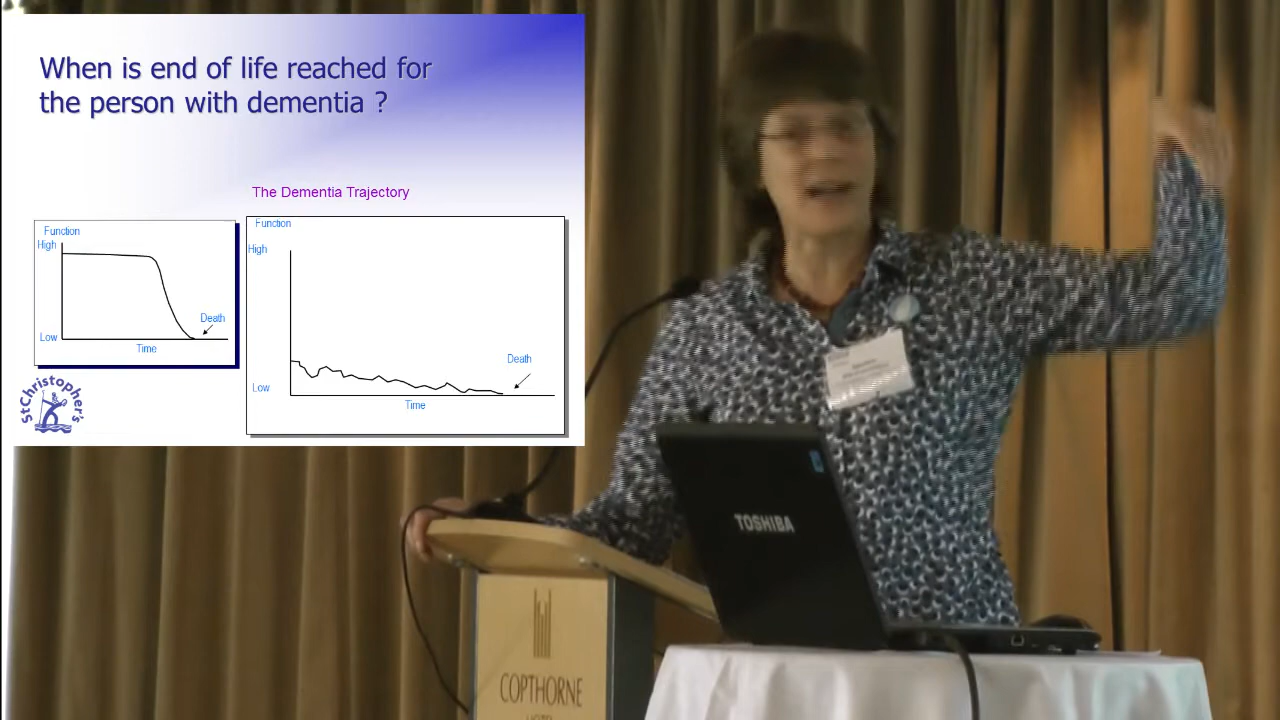 When is end of life reached for
the person with dementia ?
The Dementia Trajectory
Function
High
Low
Death
Time
Function
High
Low
Death
Time
StChristopher's
TOSHIBA
COPTHORNE
HOTEL